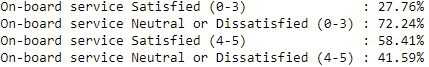 On-board service Satisfied (0-3)                : 27.76%
On-board service Neutral or Dissatisfied (0-3) : 72.24%
On-board service Satisfied (4-5)                : 58.41%
On-board service Neutral or Dissatisfied (4-5) : 41.59%